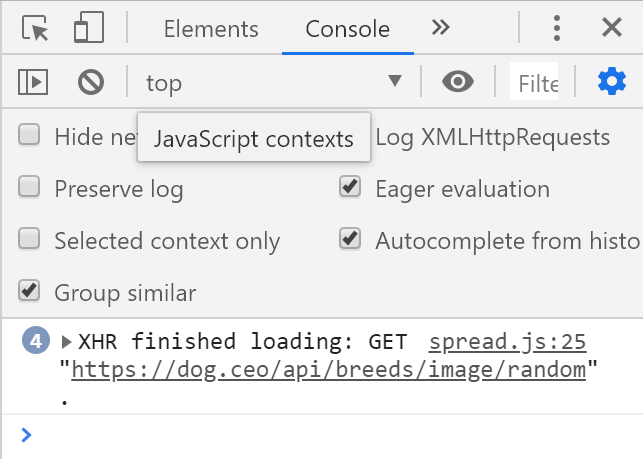 Elements Console
top Filte
Hide ne JavaScript contexts Log XMLHttpRequests
Preserve log Eager evaluation
Selected context only Autocomplete from histo
Group similar
4 XHR finished loading: GET spread.js:25
"https://dog.ceo/api/breeds/image/random"
.